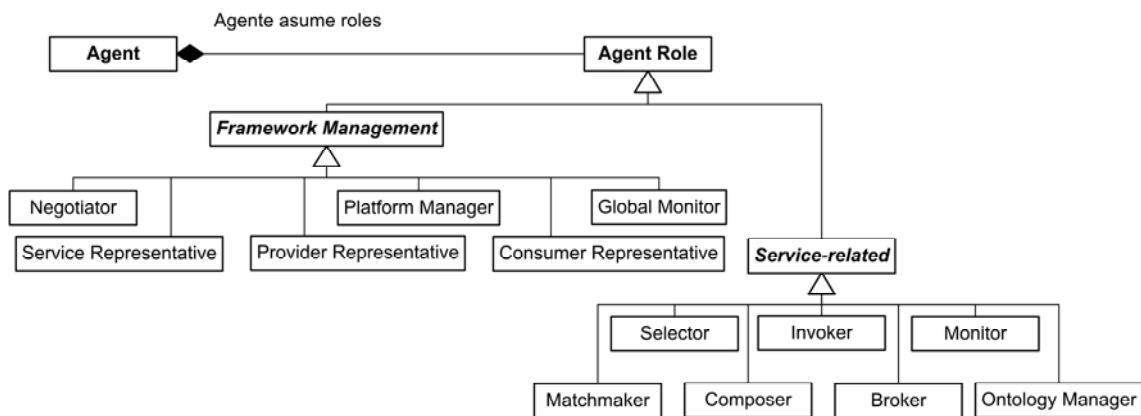 Agente asume roles
Agent
Agent Role
Framework Management
Negotiator
Platform Manager
Global Monitor
Service Representative
Provider Representative
Consumer Representative
Service-related
Selector
Invoker
Monitor
Matchmaker
Composer
Broker
Ontology Manager